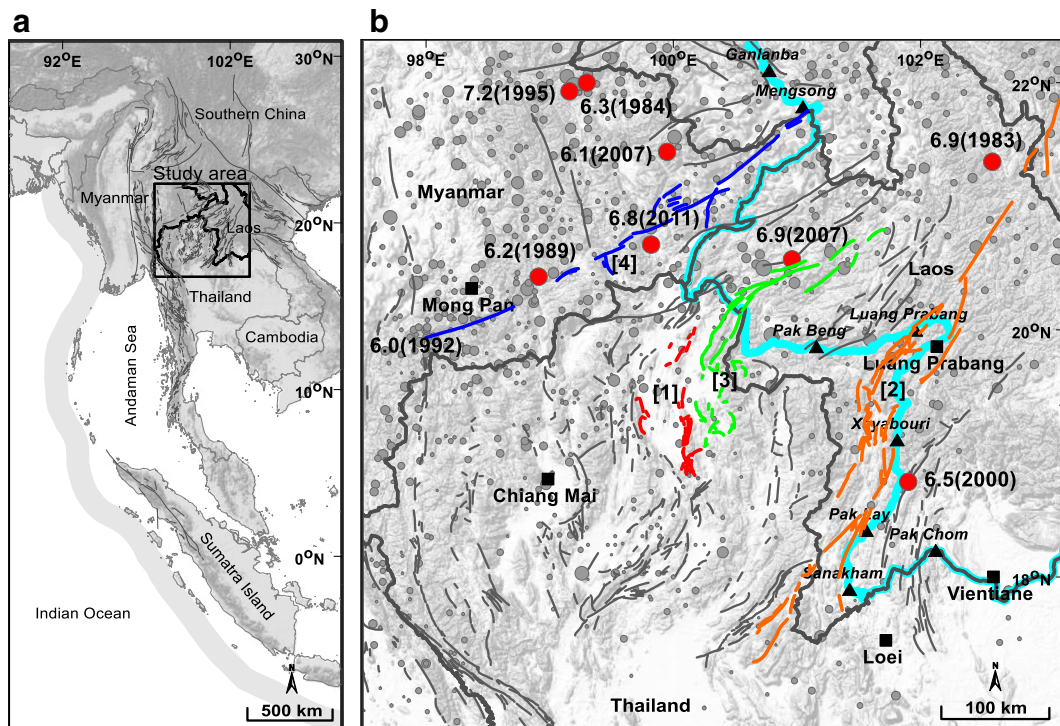 a
92°E
102°E
30°N
Southern China
Study area
Myanmar
Laos
20°N
Thailand
Cambodia
Andaman Sea
10°N
0°N
Sumatra Island
Indian Ocean
N
500 km
b
98°E
100°E
102°E
Ganlanba
22°N
7.2(1995)
6.3(1984)
Mengsong
6.1(2007)
6.9(1983)
Myanmar
6.8(2011)
6.2(1989)
6.9(2007)
[4]
Laos
Mong Pan
Luang Prabang
Pak Beng
20°N
6.0(1992)
Luang Prabang
[1]
[3]
[2]
Xayabouri
6.5(2000)
Chiang Mai
Pak Lay
Pak Chom
Sanakham
18°N
Vientiane
Loei
N
Thailand
100 km